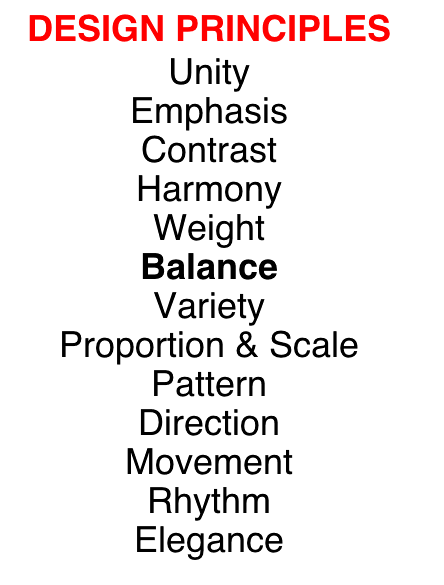 DESIGN PRINCIPLES
Unity
Emphasis
Contrast
Harmony
Weight
Balance
Variety
Proportion & Scale
Pattern
Direction
Movement
Rhythm
Elegance